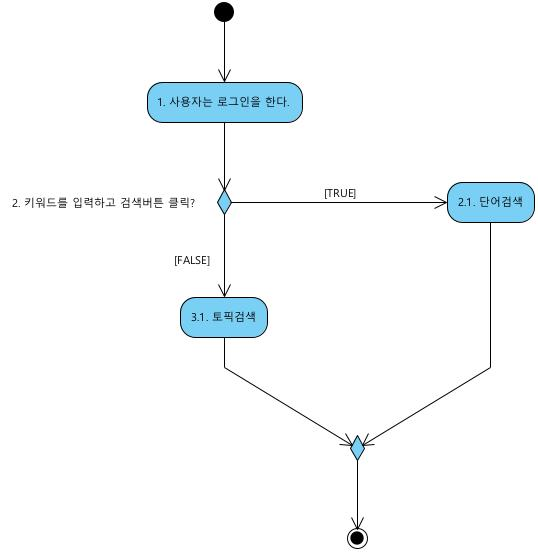 1. 사용자는 로그인을 한다.
2. 키워드를 입력하고 검색버튼 클릭?
[TRUE]
2.1. 단어검색
[FALSE]
3.1. 토픽검색